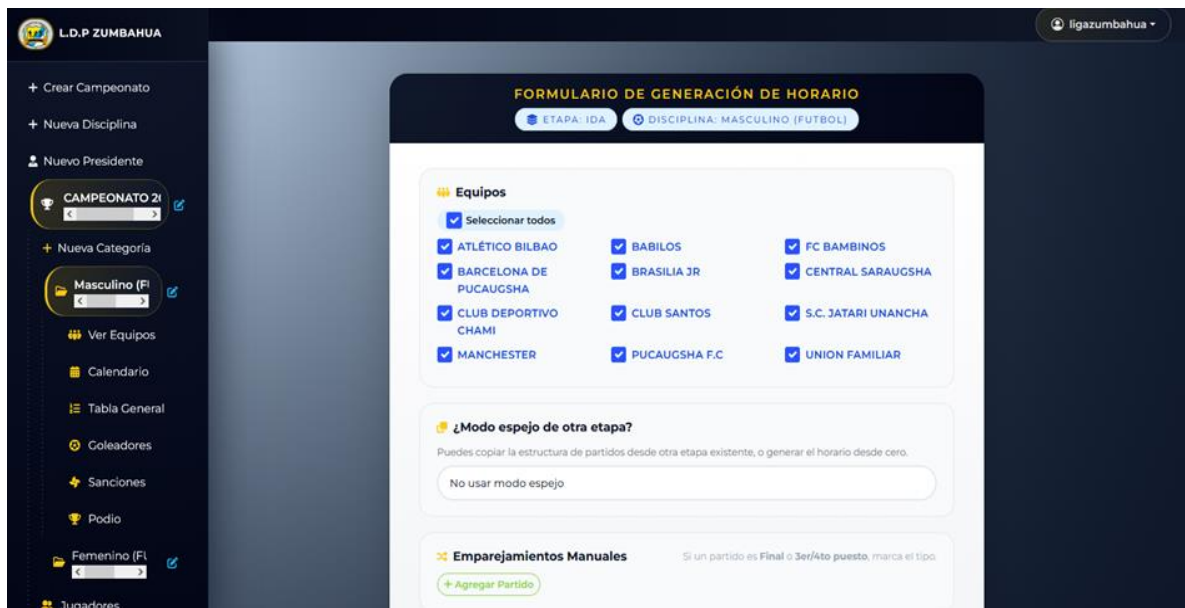 L.D.P ZUMBAHUA
ligazumbahua
+ Crear Campeonato
+ Nueva Disciplina
Nuevo Presidente
CAMPEONATO 20
+ Nueva Categoría
Masculino (F
Ver Equipos
Calendario
Tabla General
Goleadores
Sanciones
Podio
Femenino (FU
Jugadores
FORMULARIO DE GENERACIÓN DE HORARIO
ETAPA: IDA
DISCIPLINA: MASCULINO (FUTBOL)
Equipos
Seleccionar todos
ATLÉTICO BILBAO BABILOS FC BAMBINOS
BARCELONA DE BRASILIA JR CENTRAL SARAUGSHA
PUCAUGSHA
CLUB DEPORTIVO CLUB SANTOS S.C. JATARI UNANCHA
CHAMI
MANCHESTER PUCAUGSHA F.C UNION FAMILIAR
¿Modo espejo de otra etapa?
Puedes copiar la estructura de partidos desde otra etapa existente, o generar el horario desde cero.
No usar modo espejo
Emparejamientos Manuales Si un partido es Final o 3er/4to puesto, marca el tipo.
+ Agregar Partido